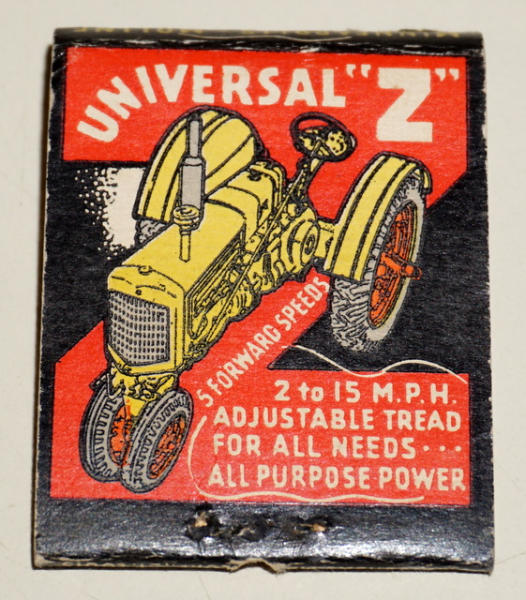 UNIVERSAL "Z"
5 FORWARD SPEEDS
2 to 15 M.P.H.
ADJUSTABLE TREAD
FOR ALL NEEDS...
ALL PURPOSE POWER